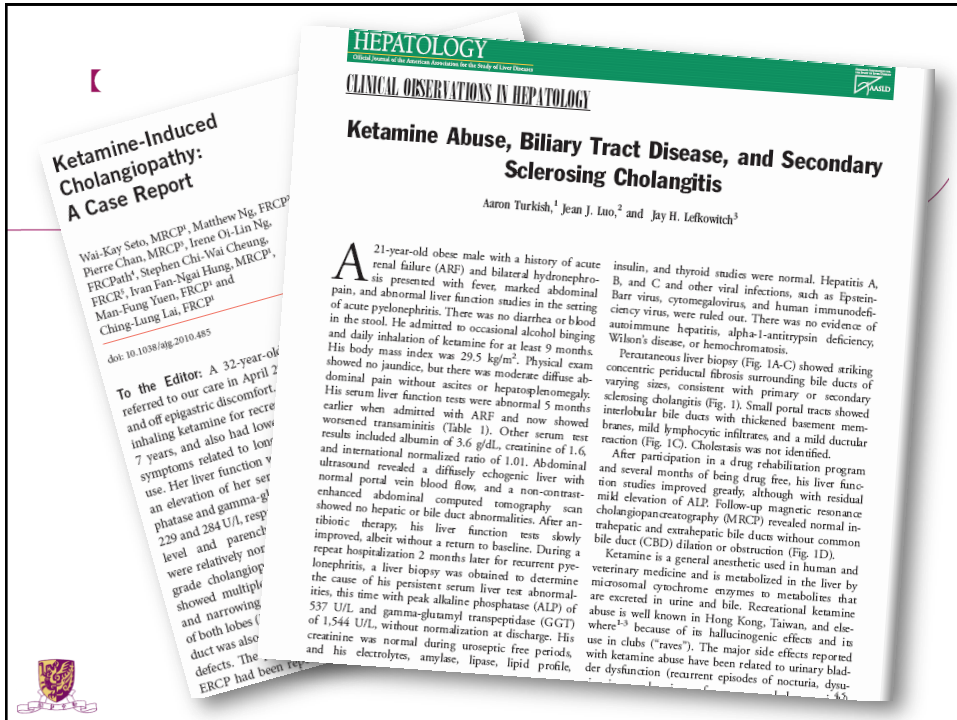 Ketamine-Induced
Cholangiopathy:
A Case Report
Wai-Kay Seto, MRCP¹, Matthew Ng, FRCP²
Pierre Chan, MRCP³, Irene Oi-Lin Ng,
FRCPath⁴, Stephen Chi-Wai Cheung,
FRCR⁵, Ivan Fan-Ngai Hung, MRCP¹,
Man-Fung Yuen, FRCP¹ and
Ching-Lung Lai, FRCP¹
doi: 10.1038/ajg.2010.485
To the Editor: A 32-year-old
referred to our care in April
and off epigastric discomfort.
inhaling ketamine for
7 years, and also had
symptoms related to
use. Her liver function
an elevation of her
phatase and
229 and 284 U/l,
level and
were relatively
grade
showed multiple
and narrowing
of both lobes
duct was also
defects. The
ERCP had been
HEPATOLOGY
Official Journal of the American Association for the Study of Liver Diseases
AASLD
CLINICAL OBSERVATIONS IN HEPATOLOGY
Ketamine Abuse, Biliary Tract Disease, and Secondary
Sclerosing Cholangitis
Aaron Turkish,¹ Jean J. Luo,² and Jay H. Lefkowitch³
A 21-year-old obese male with a history of acute
renal failure (ARF) and bilateral hydronephro-
sis presented with fever, marked abdominal
pain, and abnormal liver function studies in the setting
of acute pyelonephritis. There was no diarrhea or blood
in the stool. He admitted to occasional alcohol binging
and daily inhalation of ketamine for at least 9 months.
His body mass index was 29.5 kg/m². Physical exam
showed no jaundice, but there was moderate diffuse ab-
dominal pain without ascites or hepatosplenomegaly.
His serum liver function tests were abnormal 5 months
earlier when admitted with ARF and now showed
worsened transaminitis (Table 1). Other serum test
results included albumin of 3.6 g/dL, creatinine of 1.6,
and international normalized ratio of 1.01. Abdominal
ultrasound revealed a diffusely echogenic liver with
normal portal vein blood flow, and a non-contrast-
enhanced abdominal computed tomography scan
showed no hepatic or bile duct abnormalities. After an-
tibiotic therapy, his liver function tests slowly
improved, albeit without a return to baseline. During a
repeat hospitalization 2 months later for recurrent pye-
lonephritis, a liver biopsy was obtained to determine
the cause of his persistent serum liver test abnormal-
ities, this time with peak alkaline phosphatase (ALP) of
537 U/L and gamma-glutamyl transpeptidase (GGT)
of 1,544 U/L, without normalization at discharge. His
creatinine was normal during uroseptic free periods,
and his electrolytes, amylase, lipase, lipid profile,
insulin, and thyroid studies were normal. Hepatitis A,
B, and C and other viral infections, such as Epstein-
Barr virus, cytomegalovirus, and human immunodefi-
ciency virus, were ruled out. There was no evidence of
autoimmune hepatitis, alpha-1-antitrypsin deficiency,
Wilson's disease, or hemochromatosis.
Percutaneous liver biopsy (Fig. 1A-C) showed striking
concentric periductal fibrosis surrounding bile ducts of
varying sizes, consistent with primary or secondary
sclerosing cholangitis (Fig. 1). Small portal tracts showed
interlobular bile ducts with thickened basement mem-
branes, mild lymphocytic infiltrates, and a mild ductular
reaction (Fig. 1C). Cholestasis was not identified.
After participation in a drug rehabilitation program
and several months of being drug free, his liver func-
tion studies improved greatly, although with residual
mild elevation of ALP. Follow-up magnetic resonance
cholangiopancreatography (MRCP) revealed normal in-
trahepatic and extrahepatic bile ducts without common
bile duct (CBD) dilation or obstruction (Fig. 1D).
Ketamine is a general anesthetic used in human and
veterinary medicine and is metabolized in the liver by
microsomal cytochrome enzymes to metabolites that
are excreted in urine and bile. Recreational ketamine
abuse is well known in Hong Kong, Taiwan, and else-
where¹⁻³ because of its hallucinogenic effects and its
use in clubs ("raves"). The major side effects reported
with ketamine abuse have been related to urinary blad-
der dysfunction (recurrent episodes of nocturia, dysu-